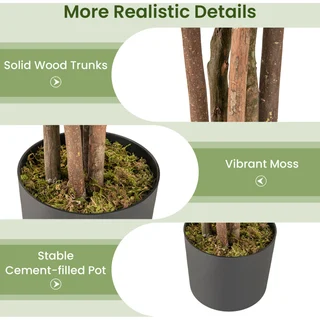 More Realistic Details
Solid Wood Trunks
Vibrant Moss
Stable
Cement-filled Pot